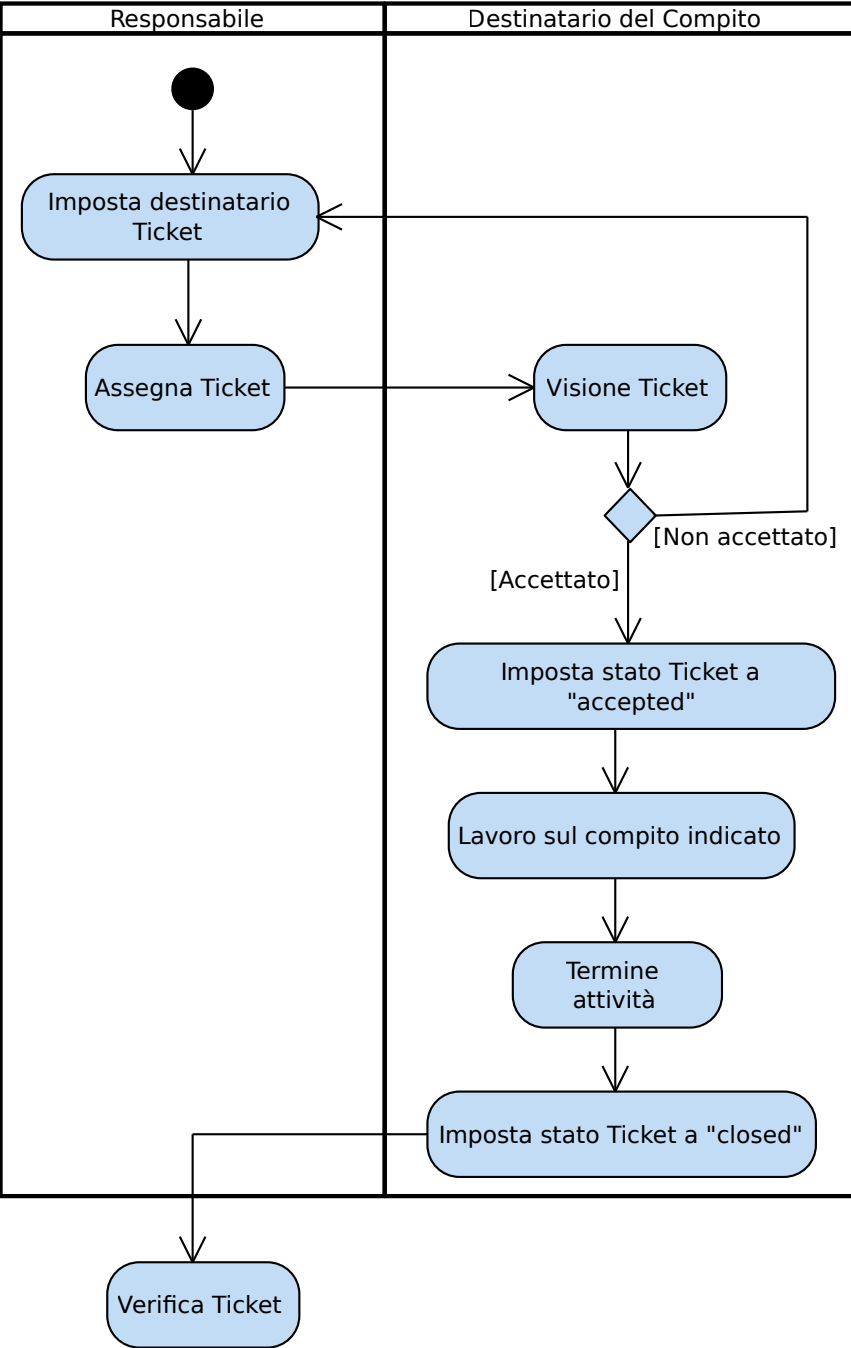 Responsabile
Destinatario del Compito
Imposta destinatario
Ticket
Assegna Ticket
Visione Ticket
[Non accettato]
[Accettato]
Imposta stato Ticket a
"accepted"
Lavoro sul compito indicato
Termine
attività
Imposta stato Ticket a "closed"
Verifica Ticket